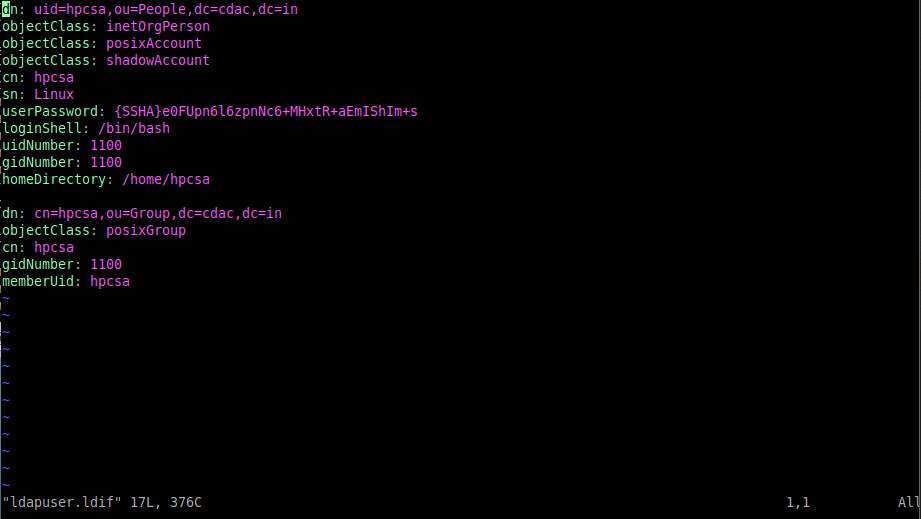 dn: uid=hpcsa,ou=People,dc=cdac,dc=in
objectClass: inetOrgPerson
objectClass: posixAccount
objectClass: shadowAccount
cn: hpcsa
sn: Linux
userPassword: {SSHA}e0FUpn6l6zpnNc6+MHxtR+aEmIShIm+s
loginShell: /bin/bash
uidNumber: 1100
gidNumber: 1100
homeDirectory: /home/hpcsa

dn: cn=hpcsa,ou=Group,dc=cdac,dc=in
objectClass: posixGroup
cn: hpcsa
gidNumber: 1100
memberUid: hpcsa
~
~
~
~
~
~
~
~
~
~
~
~
"ldapuser.ldif" 17L, 376C 1,1 All